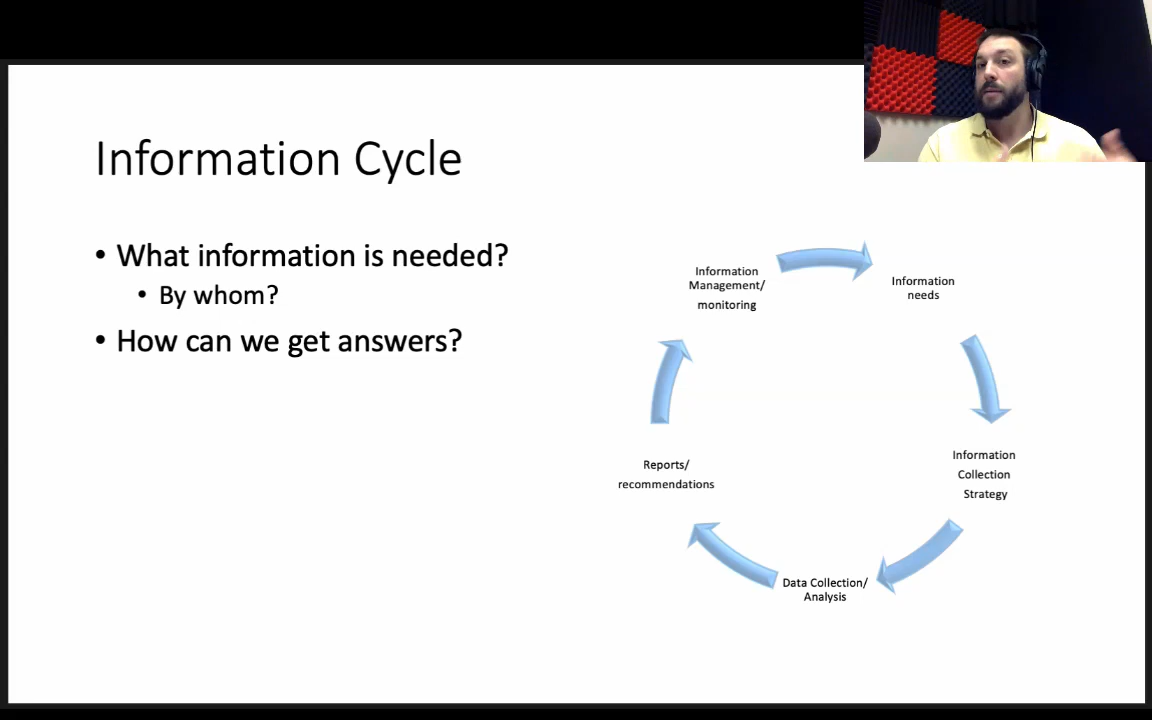 Information Cycle
• What information is needed?
• By whom?
• How can we get answers?
Information
Management/
monitoring
Information
needs
Information
Collection
Strategy
Data Collection/
Analysis
Reports/
recommendations